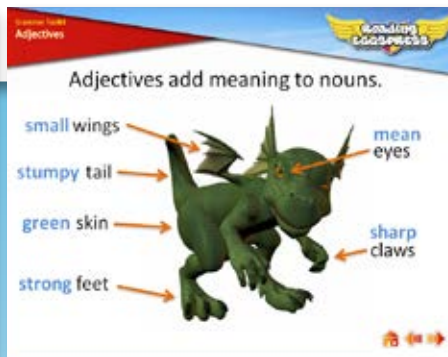 Grammar Toolkit
Adjectives
Reading
Eggspress
Adjectives add meaning to nouns.
small wings
stumpy tail
green skin
strong feet
mean
eyes
sharp
claws